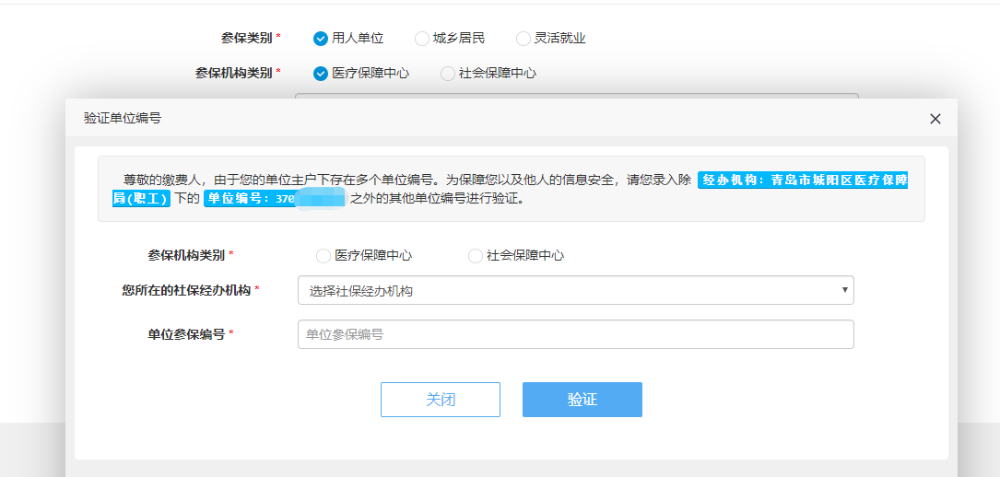 参保类别 * 用人单位 城乡居民 灵活就业
参保机构类别 * 医疗保障中心 社会保障中心
验证单位编号
尊敬的缴费人，由于您的单位主户下存在多个单位编号。为保障您以及他人的信息安全，请您录入除 经办机构：青岛市城阳区医疗保障
局(职工) 下的 单位编号：370 之外的其他单位编号进行验证。
参保机构类别 * 医疗保障中心 社会保障中心
您所在的社保经办机构 * 选择社保经办机构
单位参保编号 * 单位参保编号
关闭 验证